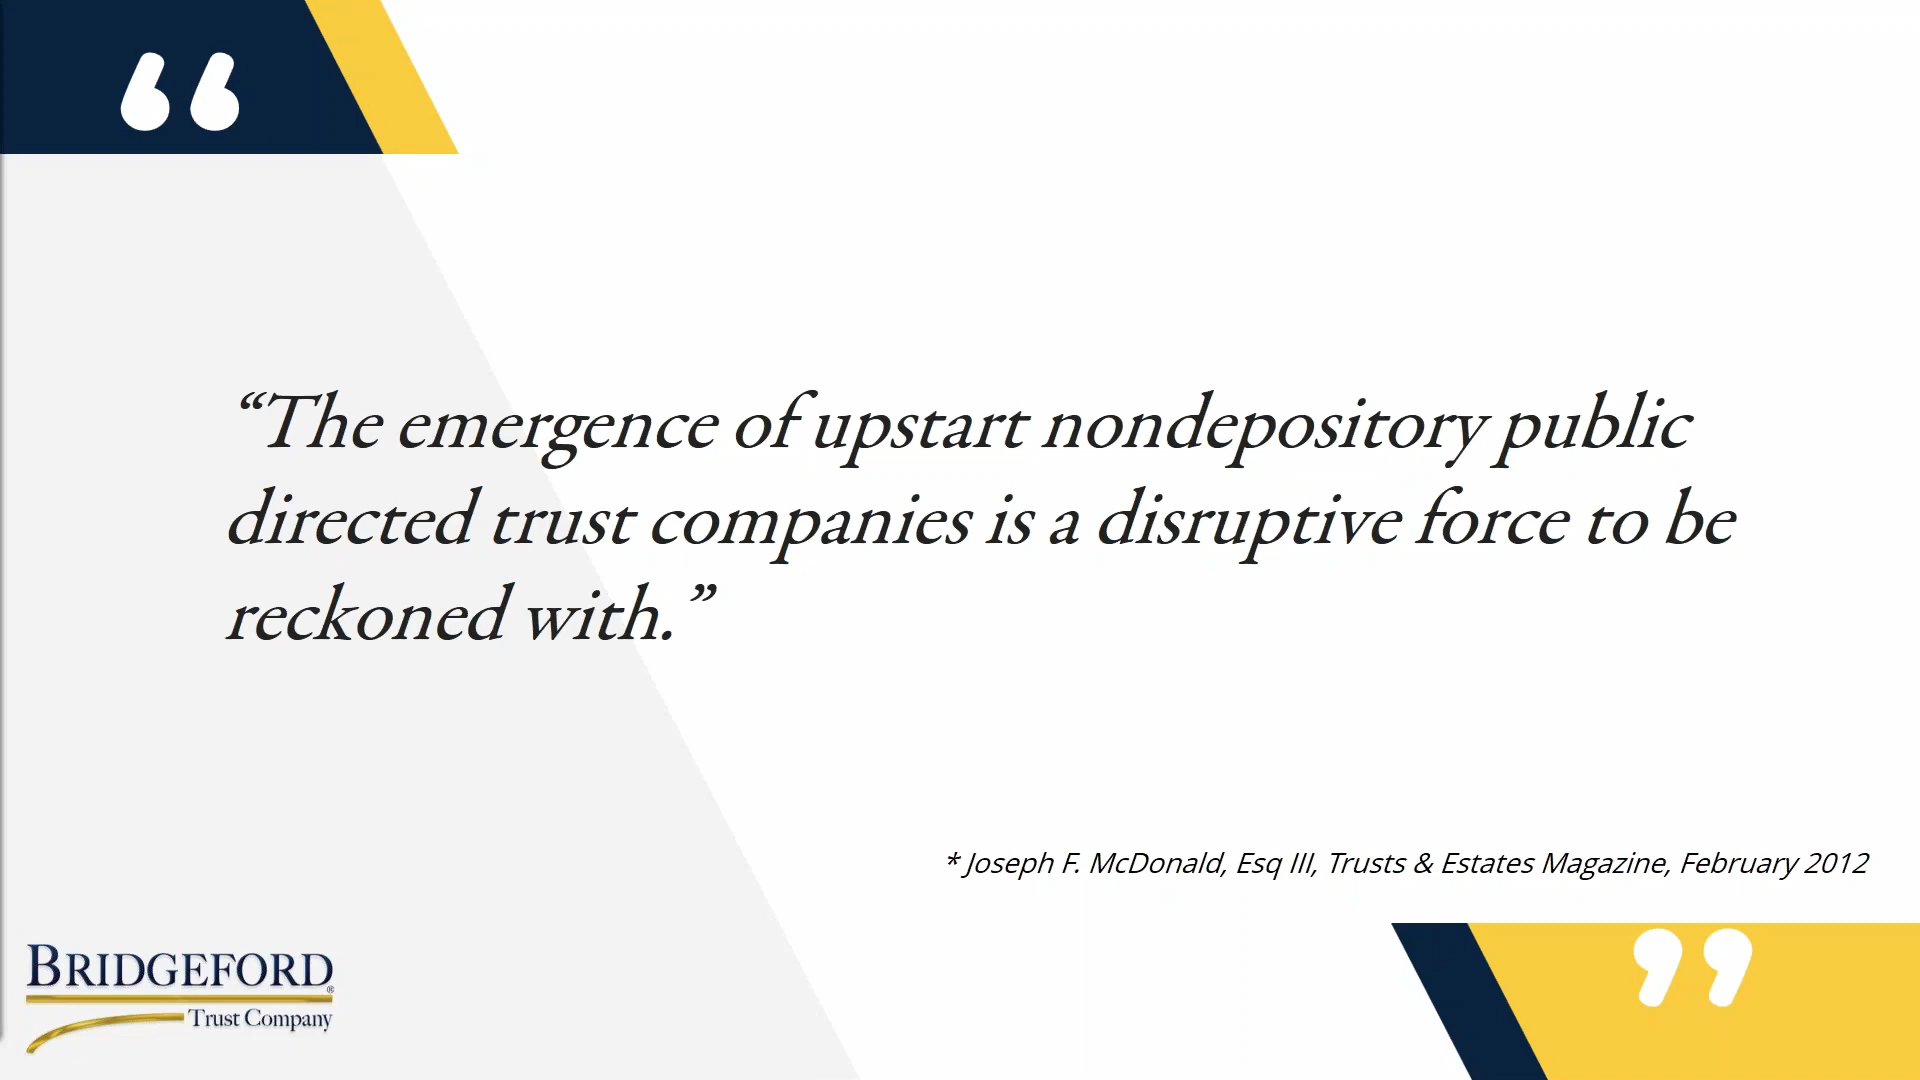 “The emergence of upstart nondepository public
directed trust companies is a disruptive force to be
reckoned with.”
* Joseph F. McDonald, Esq III, Trusts & Estates Magazine, February 2012
BRIDGEFORD®
Trust Company